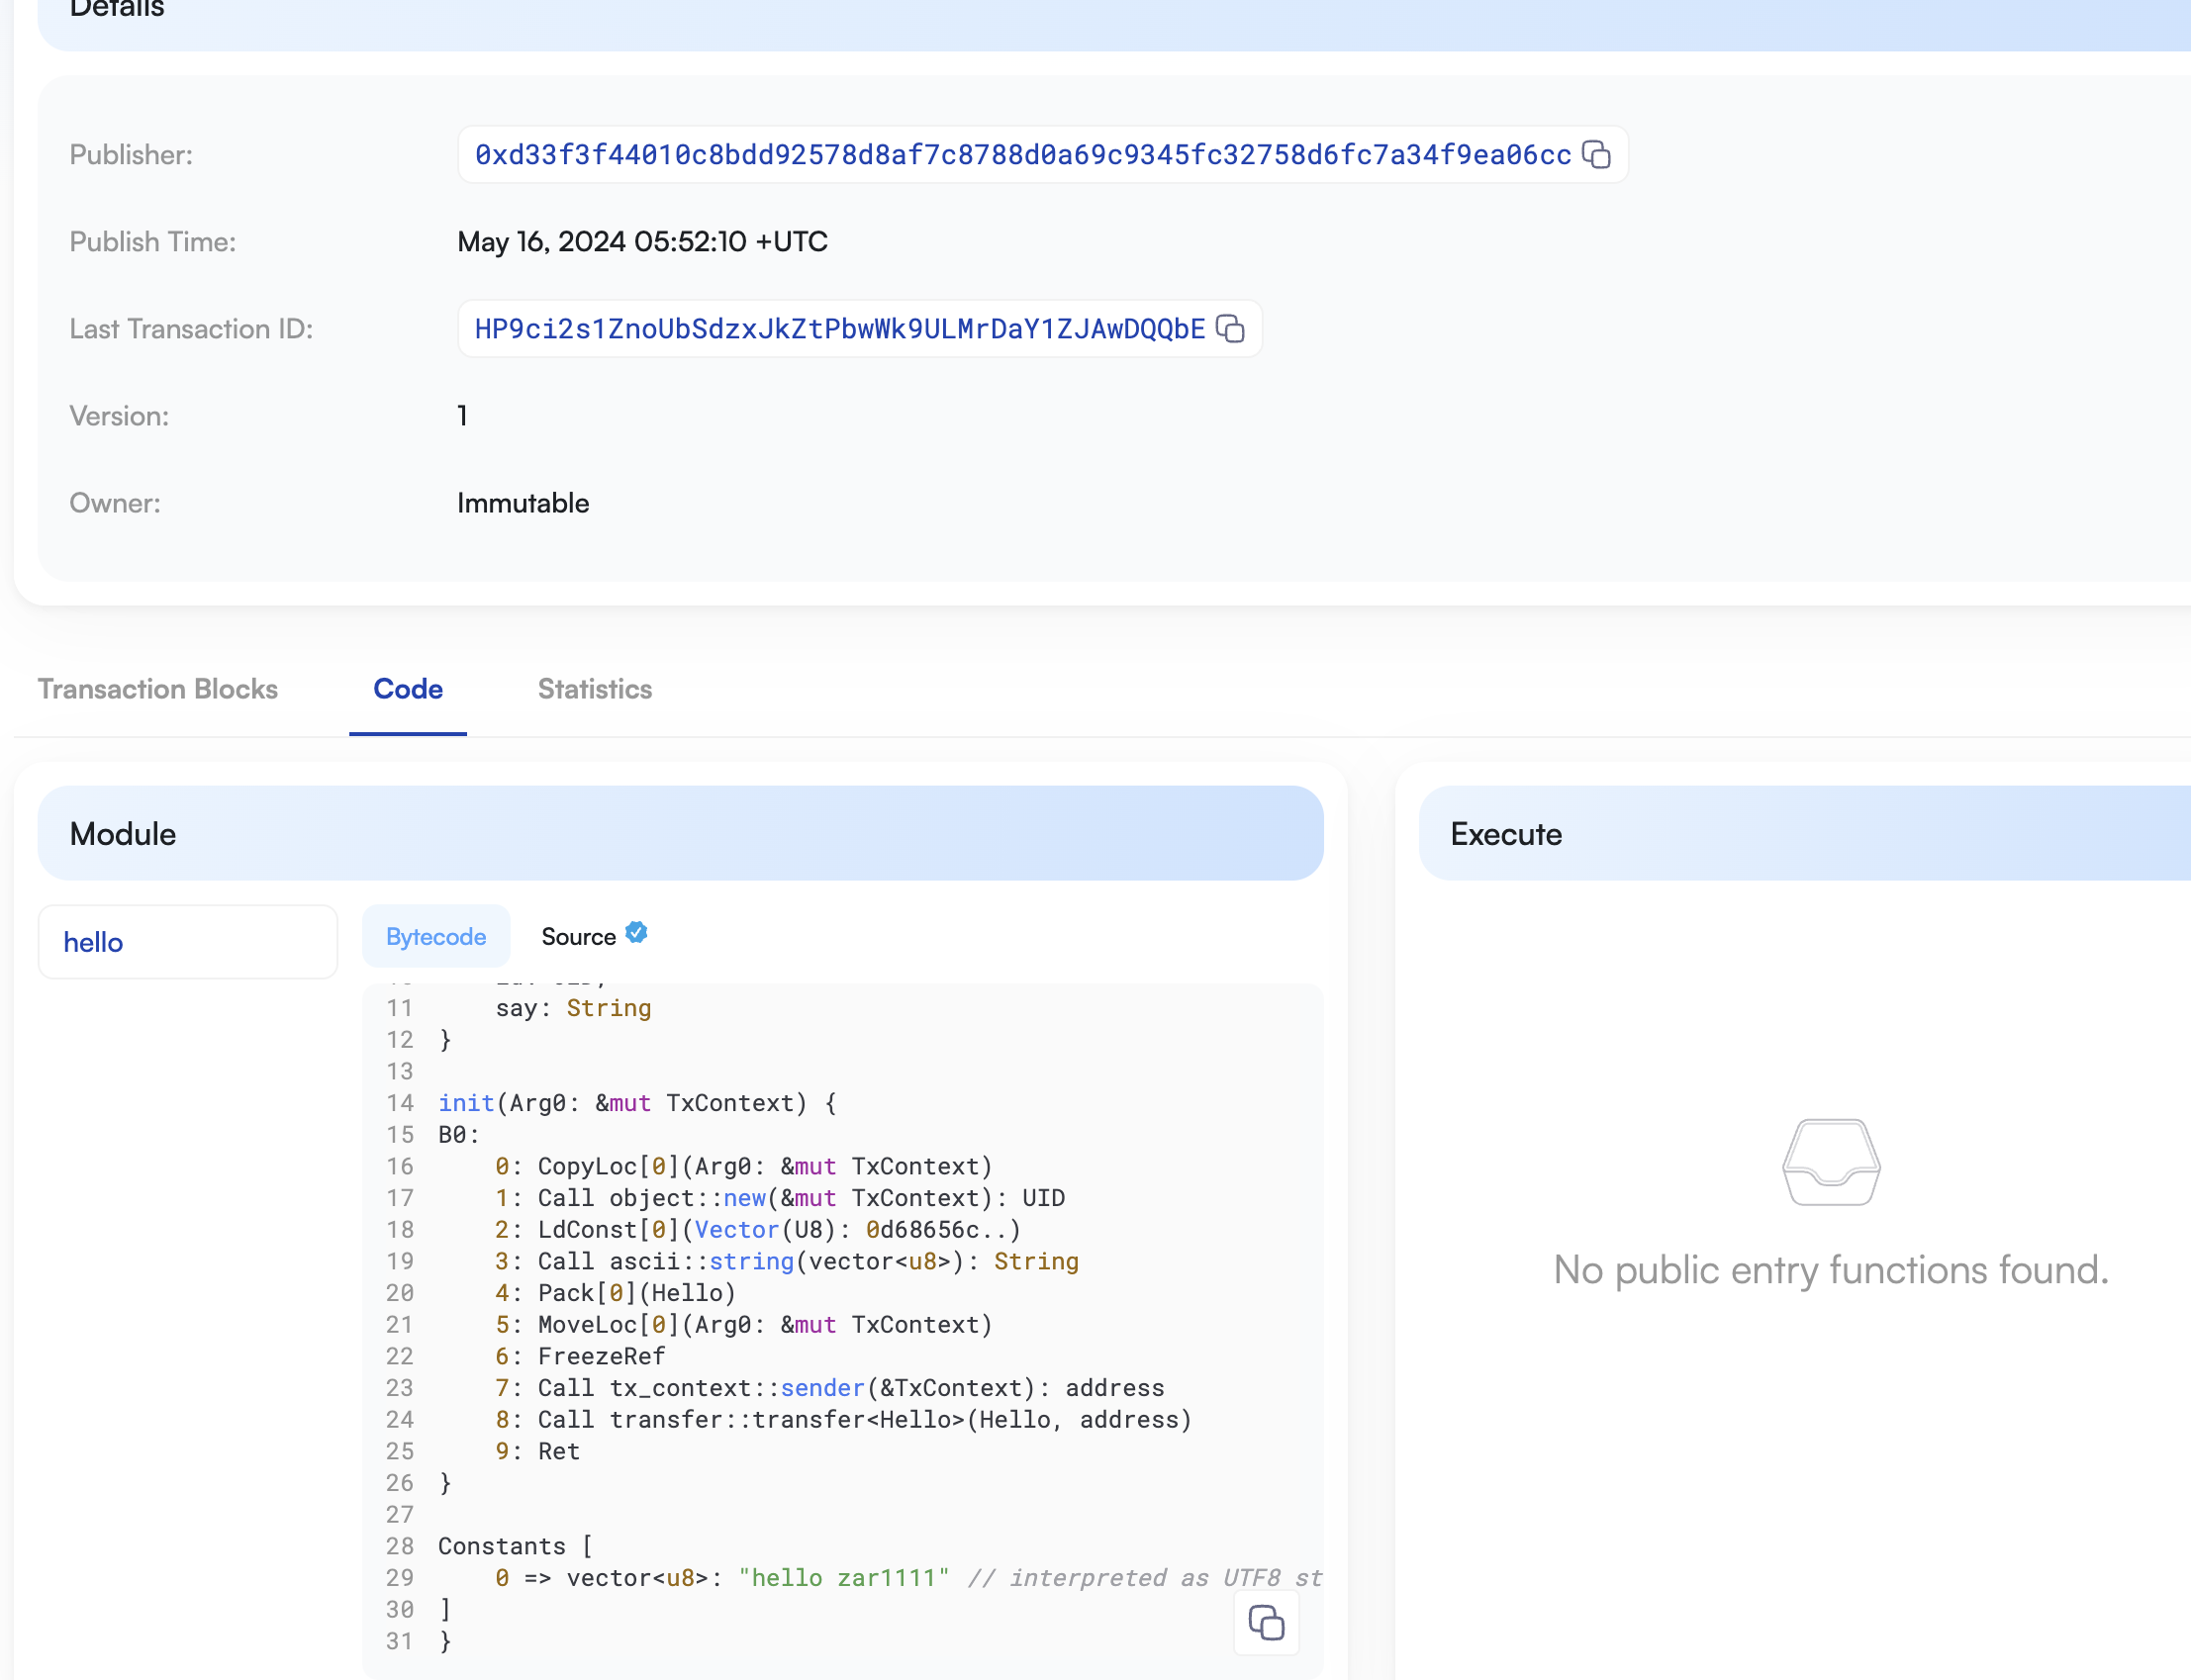 Details
Publisher:
0xd33f3f44010c8bdd92578d8af7c8788d0a69c9345fc32758d6fc7a34f9ea06cc
Publish Time:
May 16, 2024 05:52:10 +UTC
Last Transaction ID:
HP9ci2s1ZnoUbSdzxJkZtPbwWk9ULMrDaY1ZJAwDQQbE
Version:
1
Owner:
Immutable
Transaction Blocks
Code
Statistics
Module
hello
Bytecode
Source
11 say: String
12 }
13
14 init(Arg0: &mut TxContext) {
15 B0:
16 0: CopyLoc[0](Arg0: &mut TxContext)
17 1: Call object::new(&mut TxContext): UID
18 2: LdConst[0](Vector(U8): 0d68656c..)
19 3: Call ascii::string(vector<u8>): String
20 4: Pack[0](Hello)
21 5: MoveLoc[0](Arg0: &mut TxContext)
22 6: FreezeRef
23 7: Call tx_context::sender(&TxContext): address
24 8: Call transfer::transfer<Hello>(Hello, address)
25 9: Ret
26 }
27
28 Constants [
29 0 => vector<u8>: "hello zar1111" // interpreted as UTF8 st
30 ]
31 }
Execute
No public entry functions found.